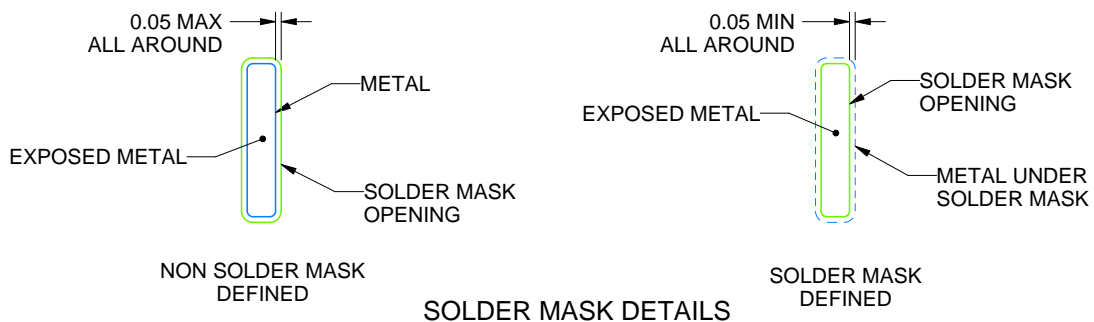 0.05 MAX
ALL AROUND
METAL
EXPOSED METAL
SOLDER MASK
OPENING
NON SOLDER MASK
DEFINED
0.05 MIN
ALL AROUND
SOLDER MASK
OPENING
EXPOSED METAL
METAL UNDER
SOLDER MASK
SOLDER MASK
DEFINED
SOLDER MASK DETAILS